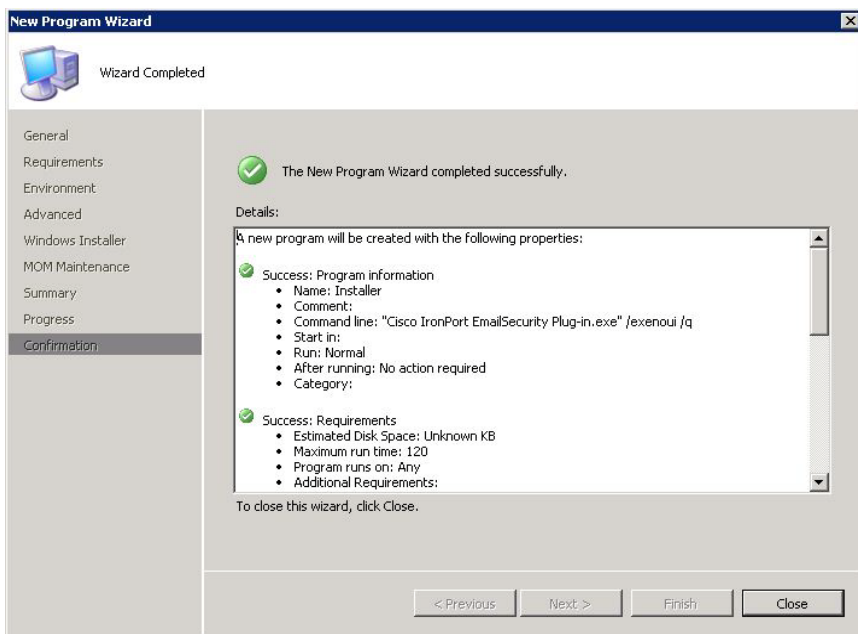 New Program Wizard
Wizard Completed
General
Requirements
Environment
Advanced
Windows Installer
MOM Maintenance
Summary
Progress
Confirmation
The New Program Wizard completed successfully.
Details:
A new program will be created with the following properties:
Success: Program information
• Name: Installer
• Comment:
• Command line: "Cisco IronPort EmailSecurity Plug-in.exe" /exenoui /q
• Start in:
• Run: Normal
• After running: No action required
• Category:
Success: Requirements
• Estimated Disk Space: Unknown KB
• Maximum run time: 120
• Program runs on: Any
• Additional Requirements:
To close this wizard, click Close.
< Previous
Next >
Finish
Close